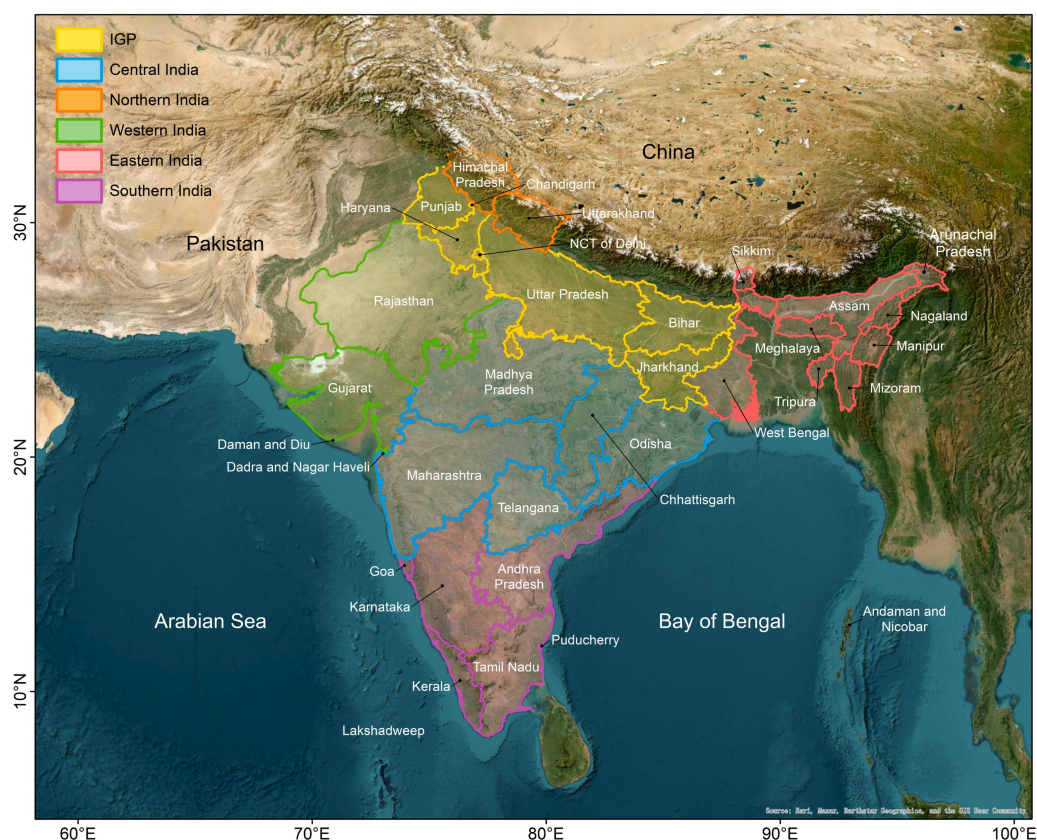 IGP
Central India
Northern India
Western India
Eastern India
Southern India
China
Himachal
Pradesh
Chandigarh
Punjab
Haryana
Uttarakhand
Pakistan
NCT of Delhi
Sikkim
Arunachal
Pradesh
Rajasthan
Uttar Pradesh
Assam
Nagaland
Bihar
Meghalaya
Manipur
Jharkhand
Madhya
Pradesh
Gujarat
Mizoram
Tripura
West Bengal
Daman and Diu
Odisha
Dadra and Nagar Haveli
Maharashtra
Chhattisgarh
Telangana
Goa
Andhra
Pradesh
Karnataka
Arabian Sea
Bay of Bengal
Andaman and
Nicobar
Puducherry
Tamil Nadu
Kerala
Lakshadweep
Source: Esri, Maxar, Earthstar Geographics, and the GIS User Community
30°N
20°N
10°N
60°E
70°E
80°E
90°E
100°E